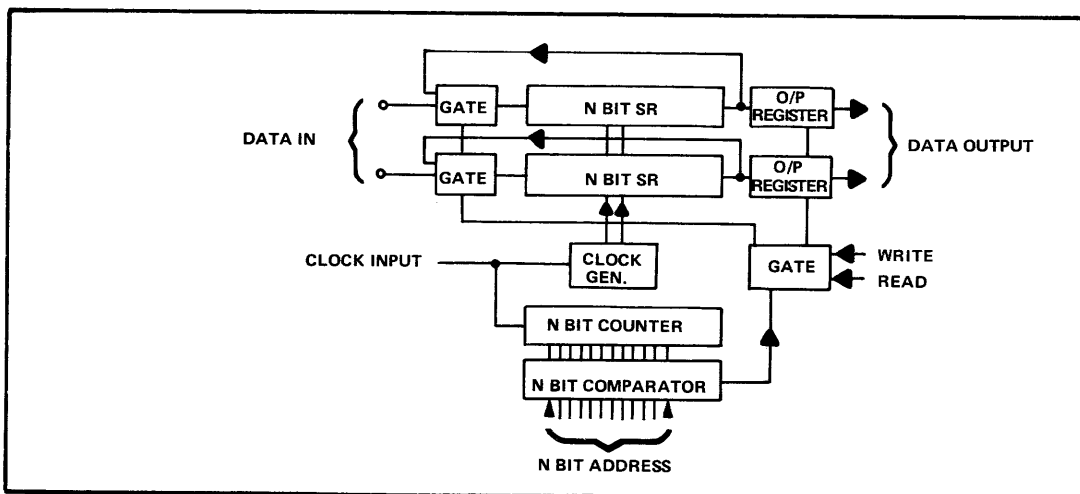 GATE
N BIT SR
O/P
REGISTER
DATA IN
DATA OUTPUT
GATE
N BIT SR
O/P
REGISTER
CLOCK INPUT
CLOCK
GEN.
GATE
WRITE
READ
N BIT COUNTER
N BIT COMPARATOR
N BIT ADDRESS